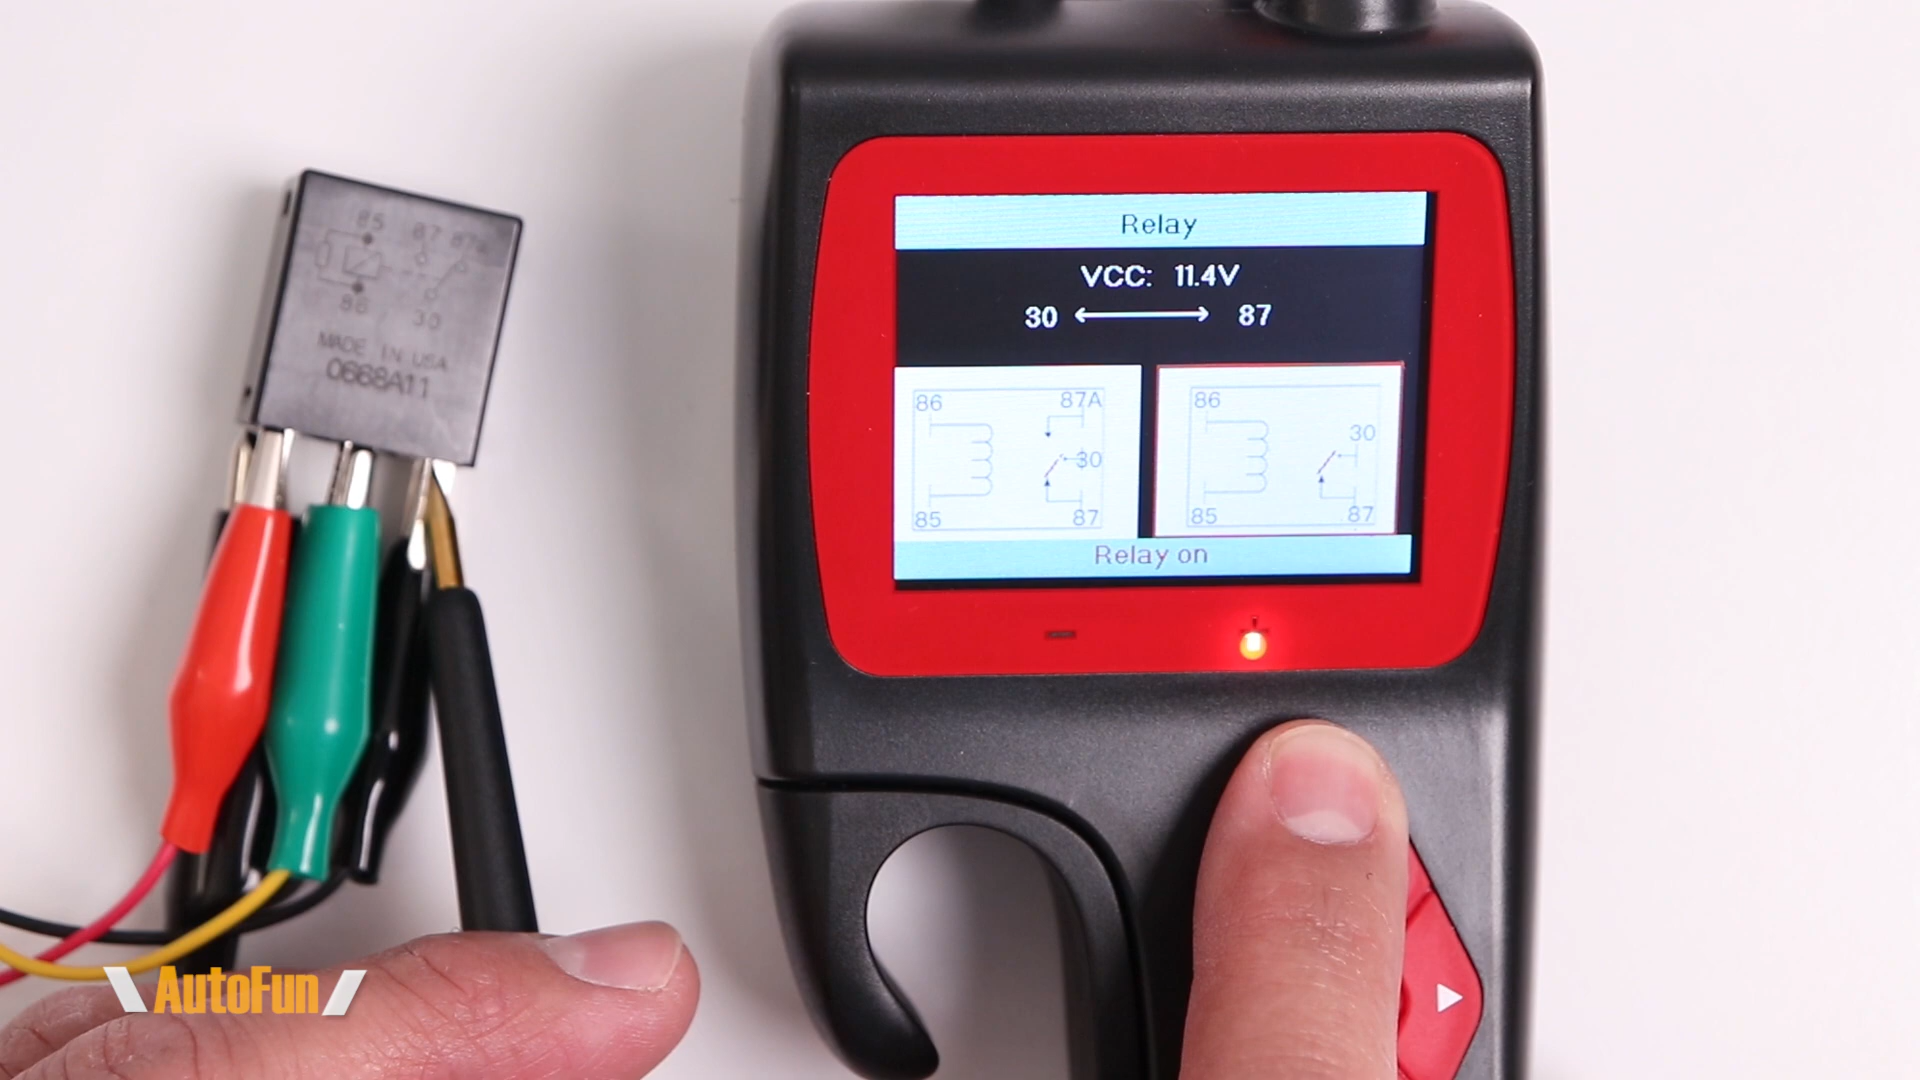 85 87 87a
86 30
MADE IN USA
0668A11
Relay
VCC: 11.4V
30 87
86 87A
30
85 87
86
30
85 87
Relay on
AutoFun